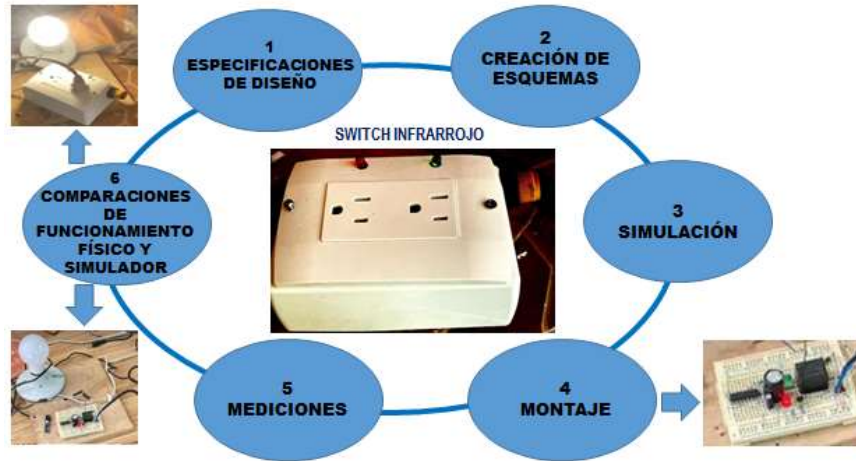 1
ESPECIFICACIONES
DE DISEÑO
2
CREACIÓN DE
ESQUEMAS
SWITCH INFRARROJO
3
SIMULACIÓN
4
MONTAJE
5
MEDICIONES
6
COMPARACIONES
DE
FUNCIONAMIENTO
FÍSICO Y
SIMULADOR